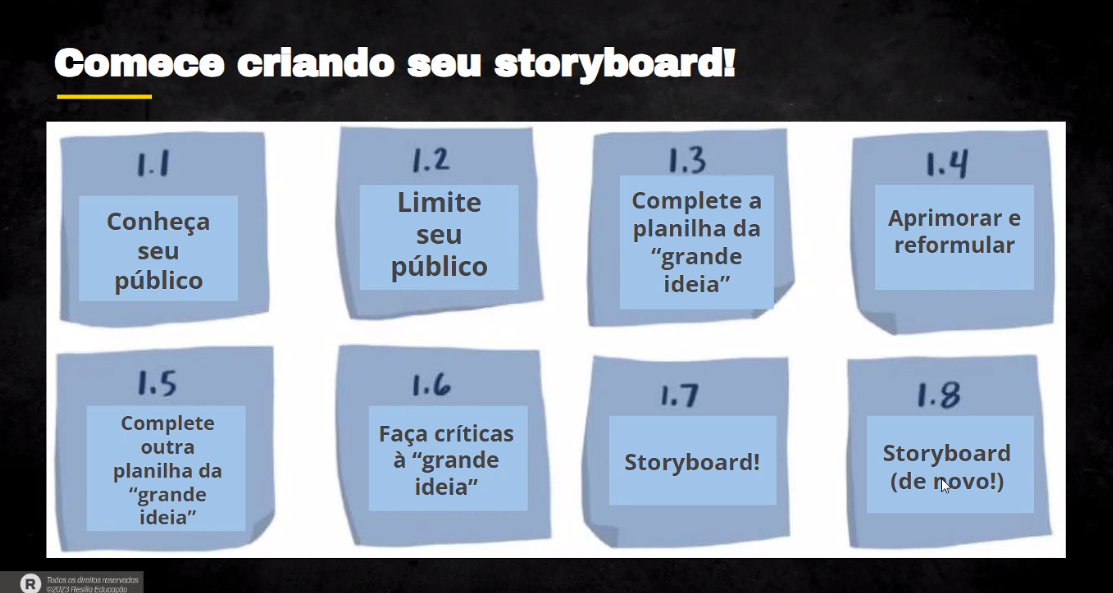 Comece criando seu storyboard!
1.1
Conheça
seu
público
1.2
Limite
seu
público
1.3
Complete a
planilha da
“grande
ideia”
1.4
Aprimorar e
reformular
1.5
Complete
outra
planilha da
“grande
ideia”
1.6
Faça críticas
à “grande
ideia”
1.7
Storyboard!
1.8
Storyboard
(de novo!)
R
Todos os direitos reservados
©2023 Resilia Educação